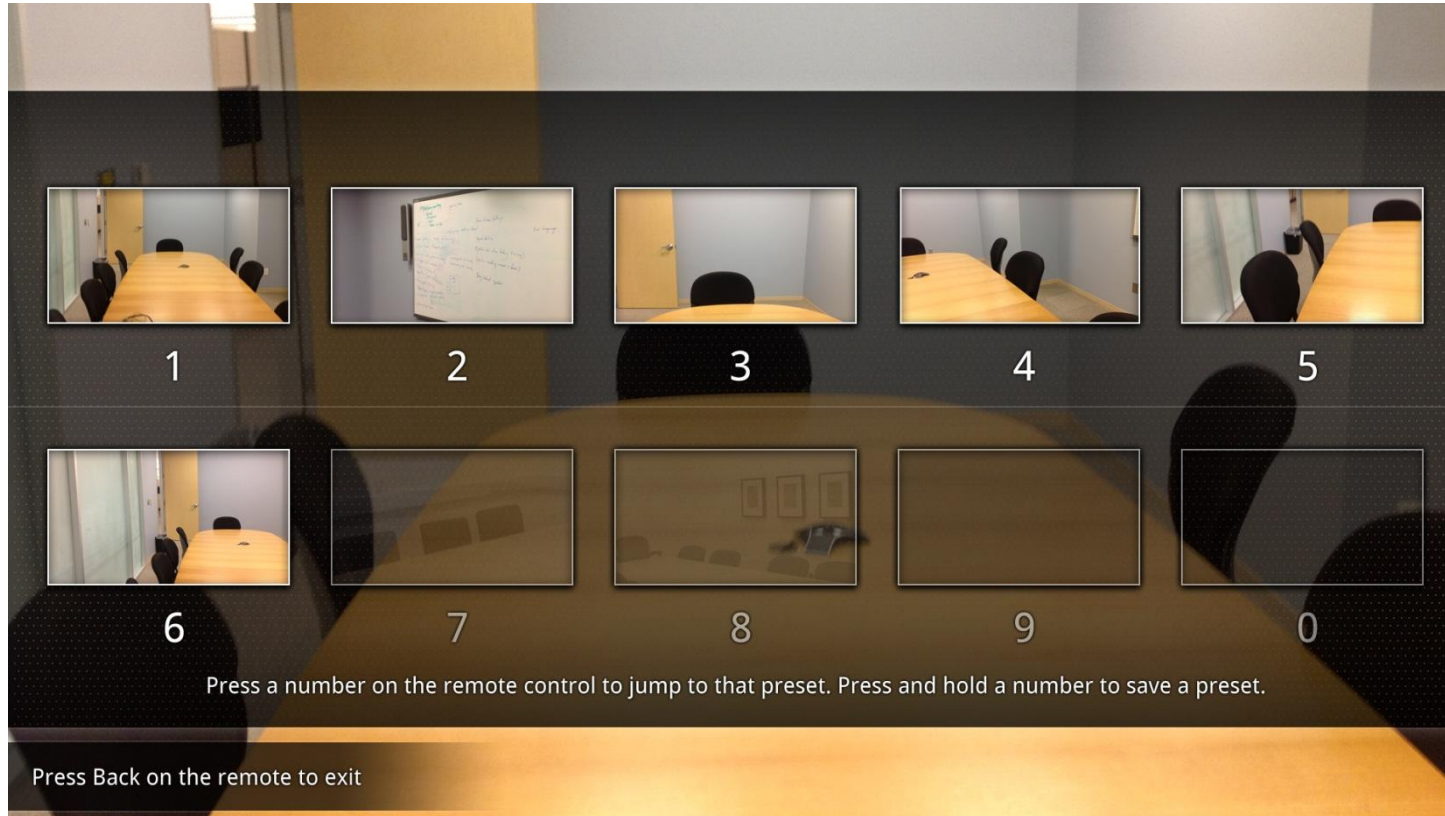 1 2 3 4 5
6 7 8 9 0
Press a number on the remote control to jump to that preset. Press and hold a number to save a preset.
Press Back on the remote to exit